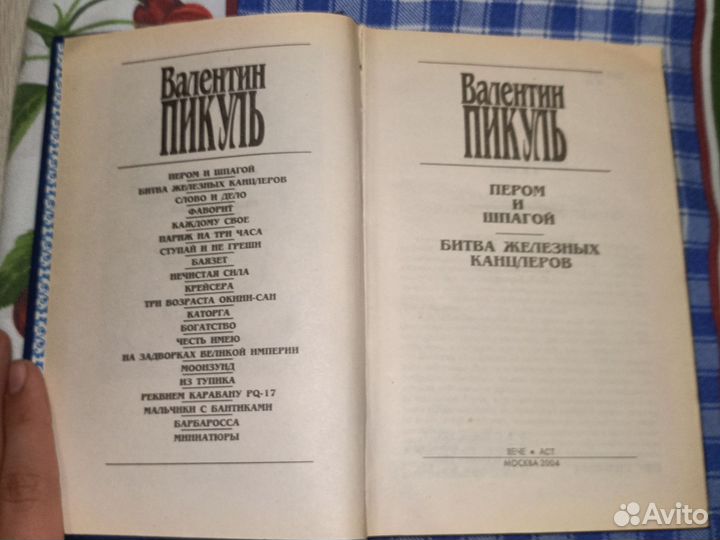 Валентин
ПИКУЛЬ
ПЕРОМ И ШПАГОЙ
БИТВА ЖЕЛЕЗНЫХ КАНЦЛЕРОВ
СЛОВО И ДЕЛО
ФАВОРИТ
КАЖДОМУ СВОЕ
ПАРИЖ НА ТРИ ЧАСА
СТУПАЙ И НЕ ГРЕШИ
БАЯЗЕТ
НЕЧИСТАЯ СИЛА
КРЕЙСЕРА
ТРИ ВОЗРАСТА ОКИНИ-САН
КАТОРГА
БОГАТСТВО
ЧЕСТЬ ИМЕЮ
НА ЗАДВОРКАХ ВЕЛИКОЙ ИМПЕРИИ
МООНЗУНД
ИЗ ТУПИКА
РЕКВИЕМ КАРАВАНУ PQ-17
МАЛЬЧИКИ С БАНТИКАМИ
БАРБАРОССА
МИНИАТЮРЫ
Валентин
ПИКУЛЬ
ПЕРОМ
И
ШПАГОЙ
БИТВА ЖЕЛЕЗНЫХ
КАНЦЛЕРОВ
ВЕЧЕ • АСТ
МОСКВА 2004
Avito